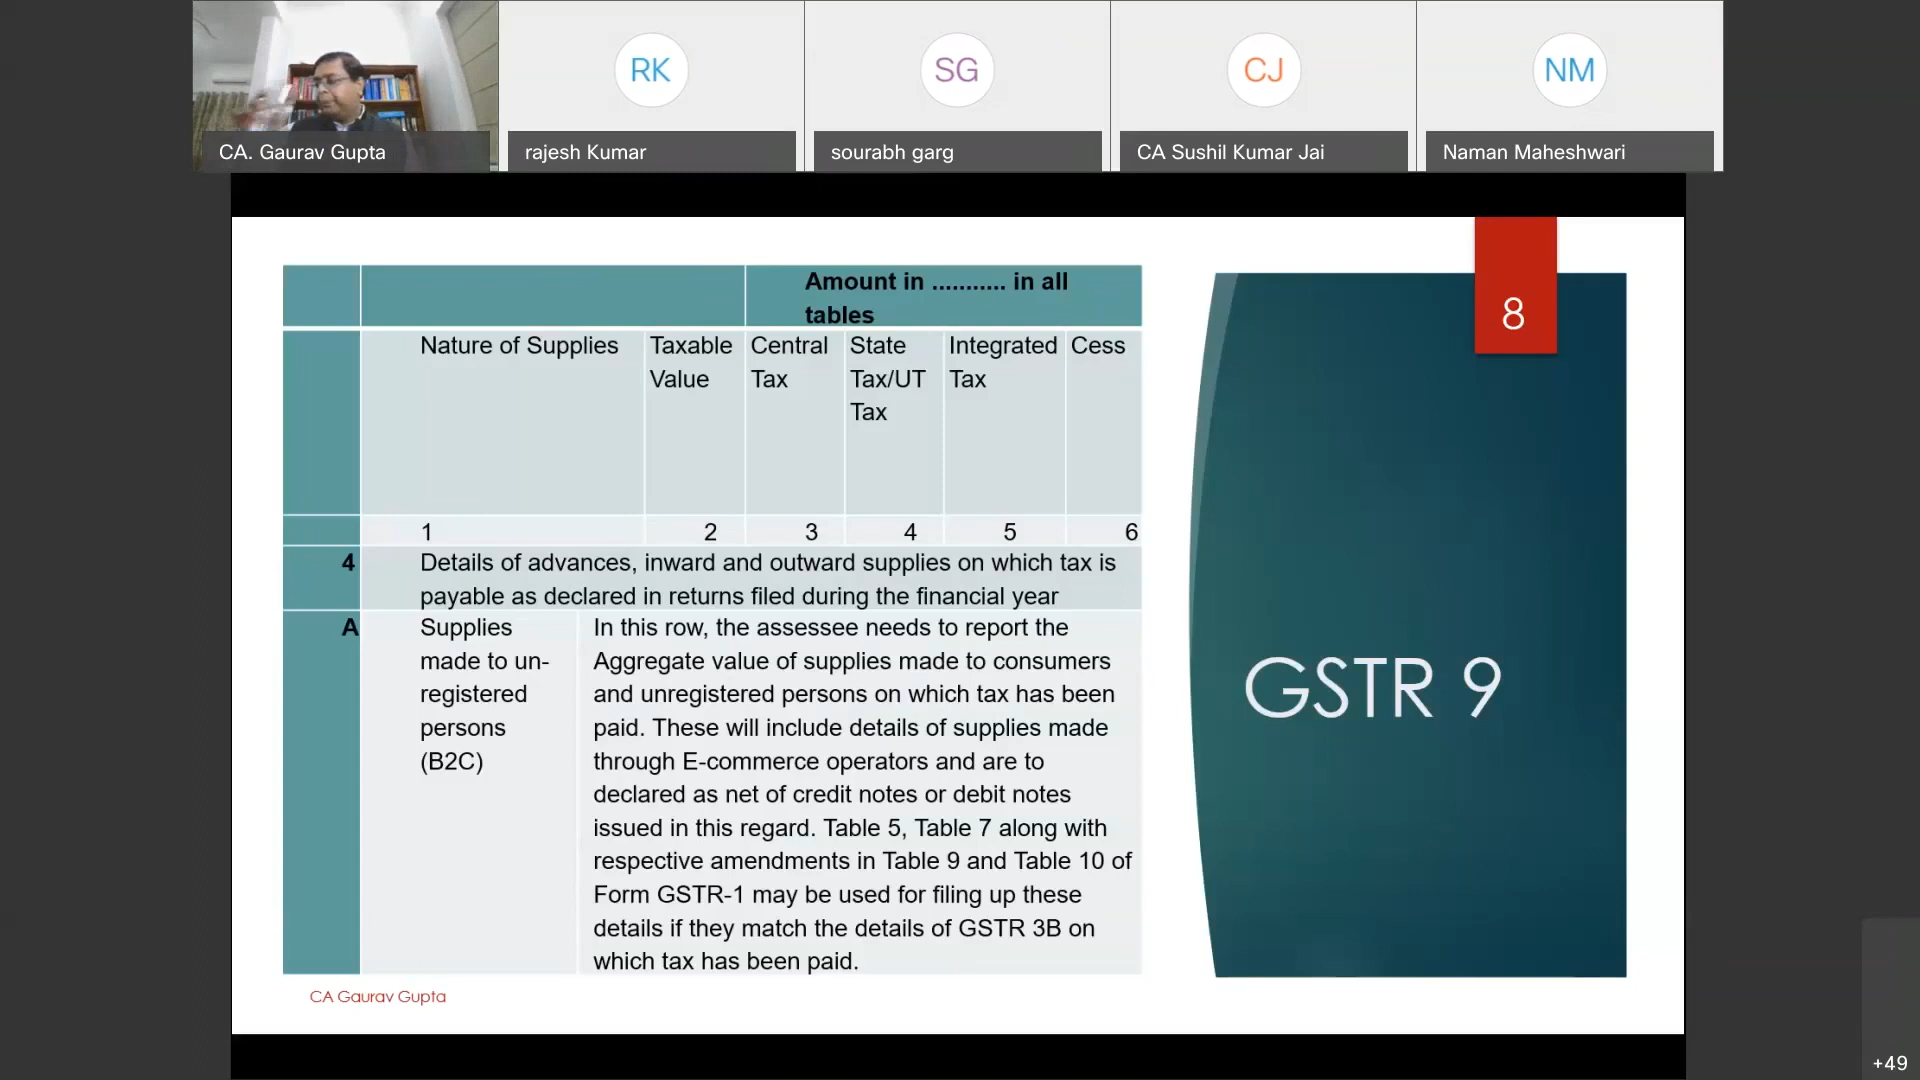 RK
SG
CJ
NM
CA. Gaurav Gupta
rajesh Kumar
sourabh garg
CA Sushil Kumar Jai
Naman Maheshwari
8
Amount in ........... in all
tables
Nature of Supplies
Taxable
Value
Central
Tax
State
Tax/UT
Tax
Integrated
Tax
Cess
1 2 3 4 5 6
4 Details of advances, inward and outward supplies on which tax is
payable as declared in returns filed during the financial year
A
Supplies
made to un-
registered
persons
(B2C)
In this row, the assessee needs to report the
Aggregate value of supplies made to consumers
and unregistered persons on which tax has been
paid. These will include details of supplies made
through E-commerce operators and are to
declared as net of credit notes or debit notes
issued in this regard. Table 5, Table 7 along with
respective amendments in Table 9 and Table 10 of
Form GSTR-1 may be used for filing up these
details if they match the details of GSTR 3B on
which tax has been paid.
GSTR 9
CA Gaurav Gupta
+49